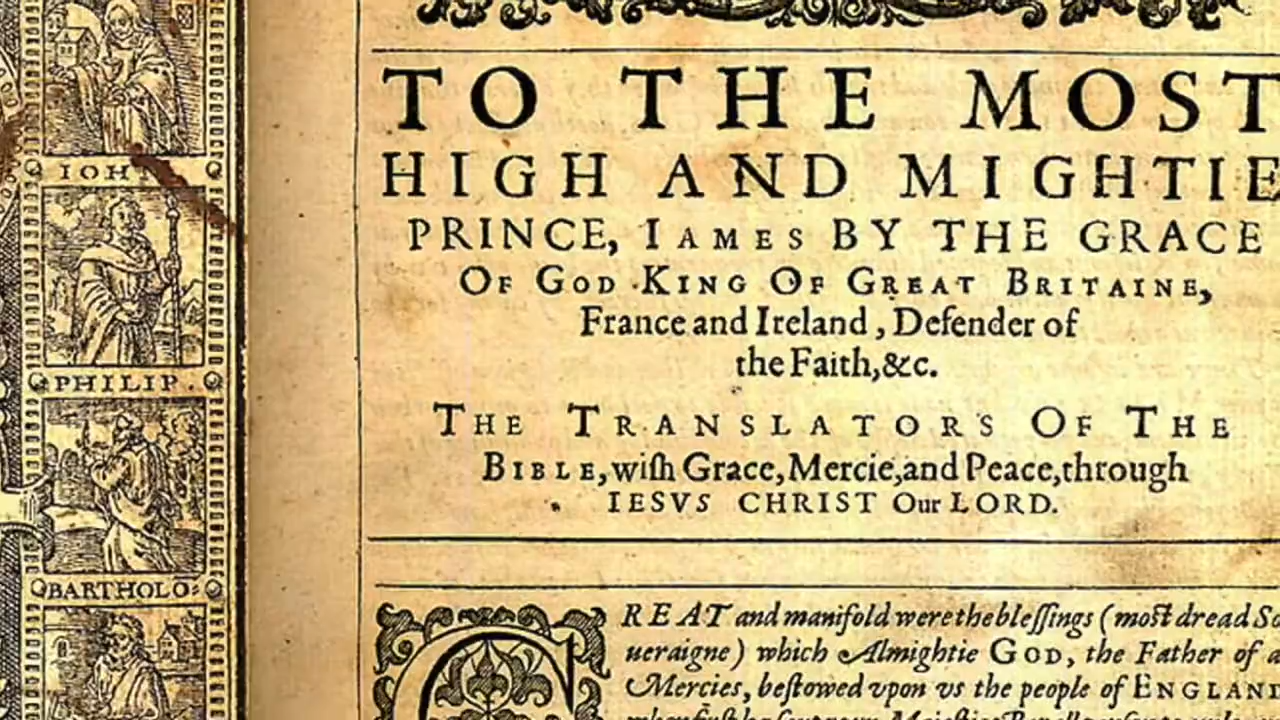 IOHN
PHILIP.
BARTHOLO:
TO THE MOST
HIGH AND MIGHTIE
PRINCE, IAMES BY THE GRACE
OF GOD KING OF GREAT BRITAINE,
France and Ireland, Defender of
the Faith, &c.
THE TRANSLATORS OF THE
BIBLE, wiſh Grace, Mercie, and Peace, through
IESVS CHRIST Our LORD.
GREAT and manifold were the bleſſings (moſt dread So
ueraigne) which Almightie GOD, the Father of
Mercies, beſtowed vpon vs the people of ENGLAND